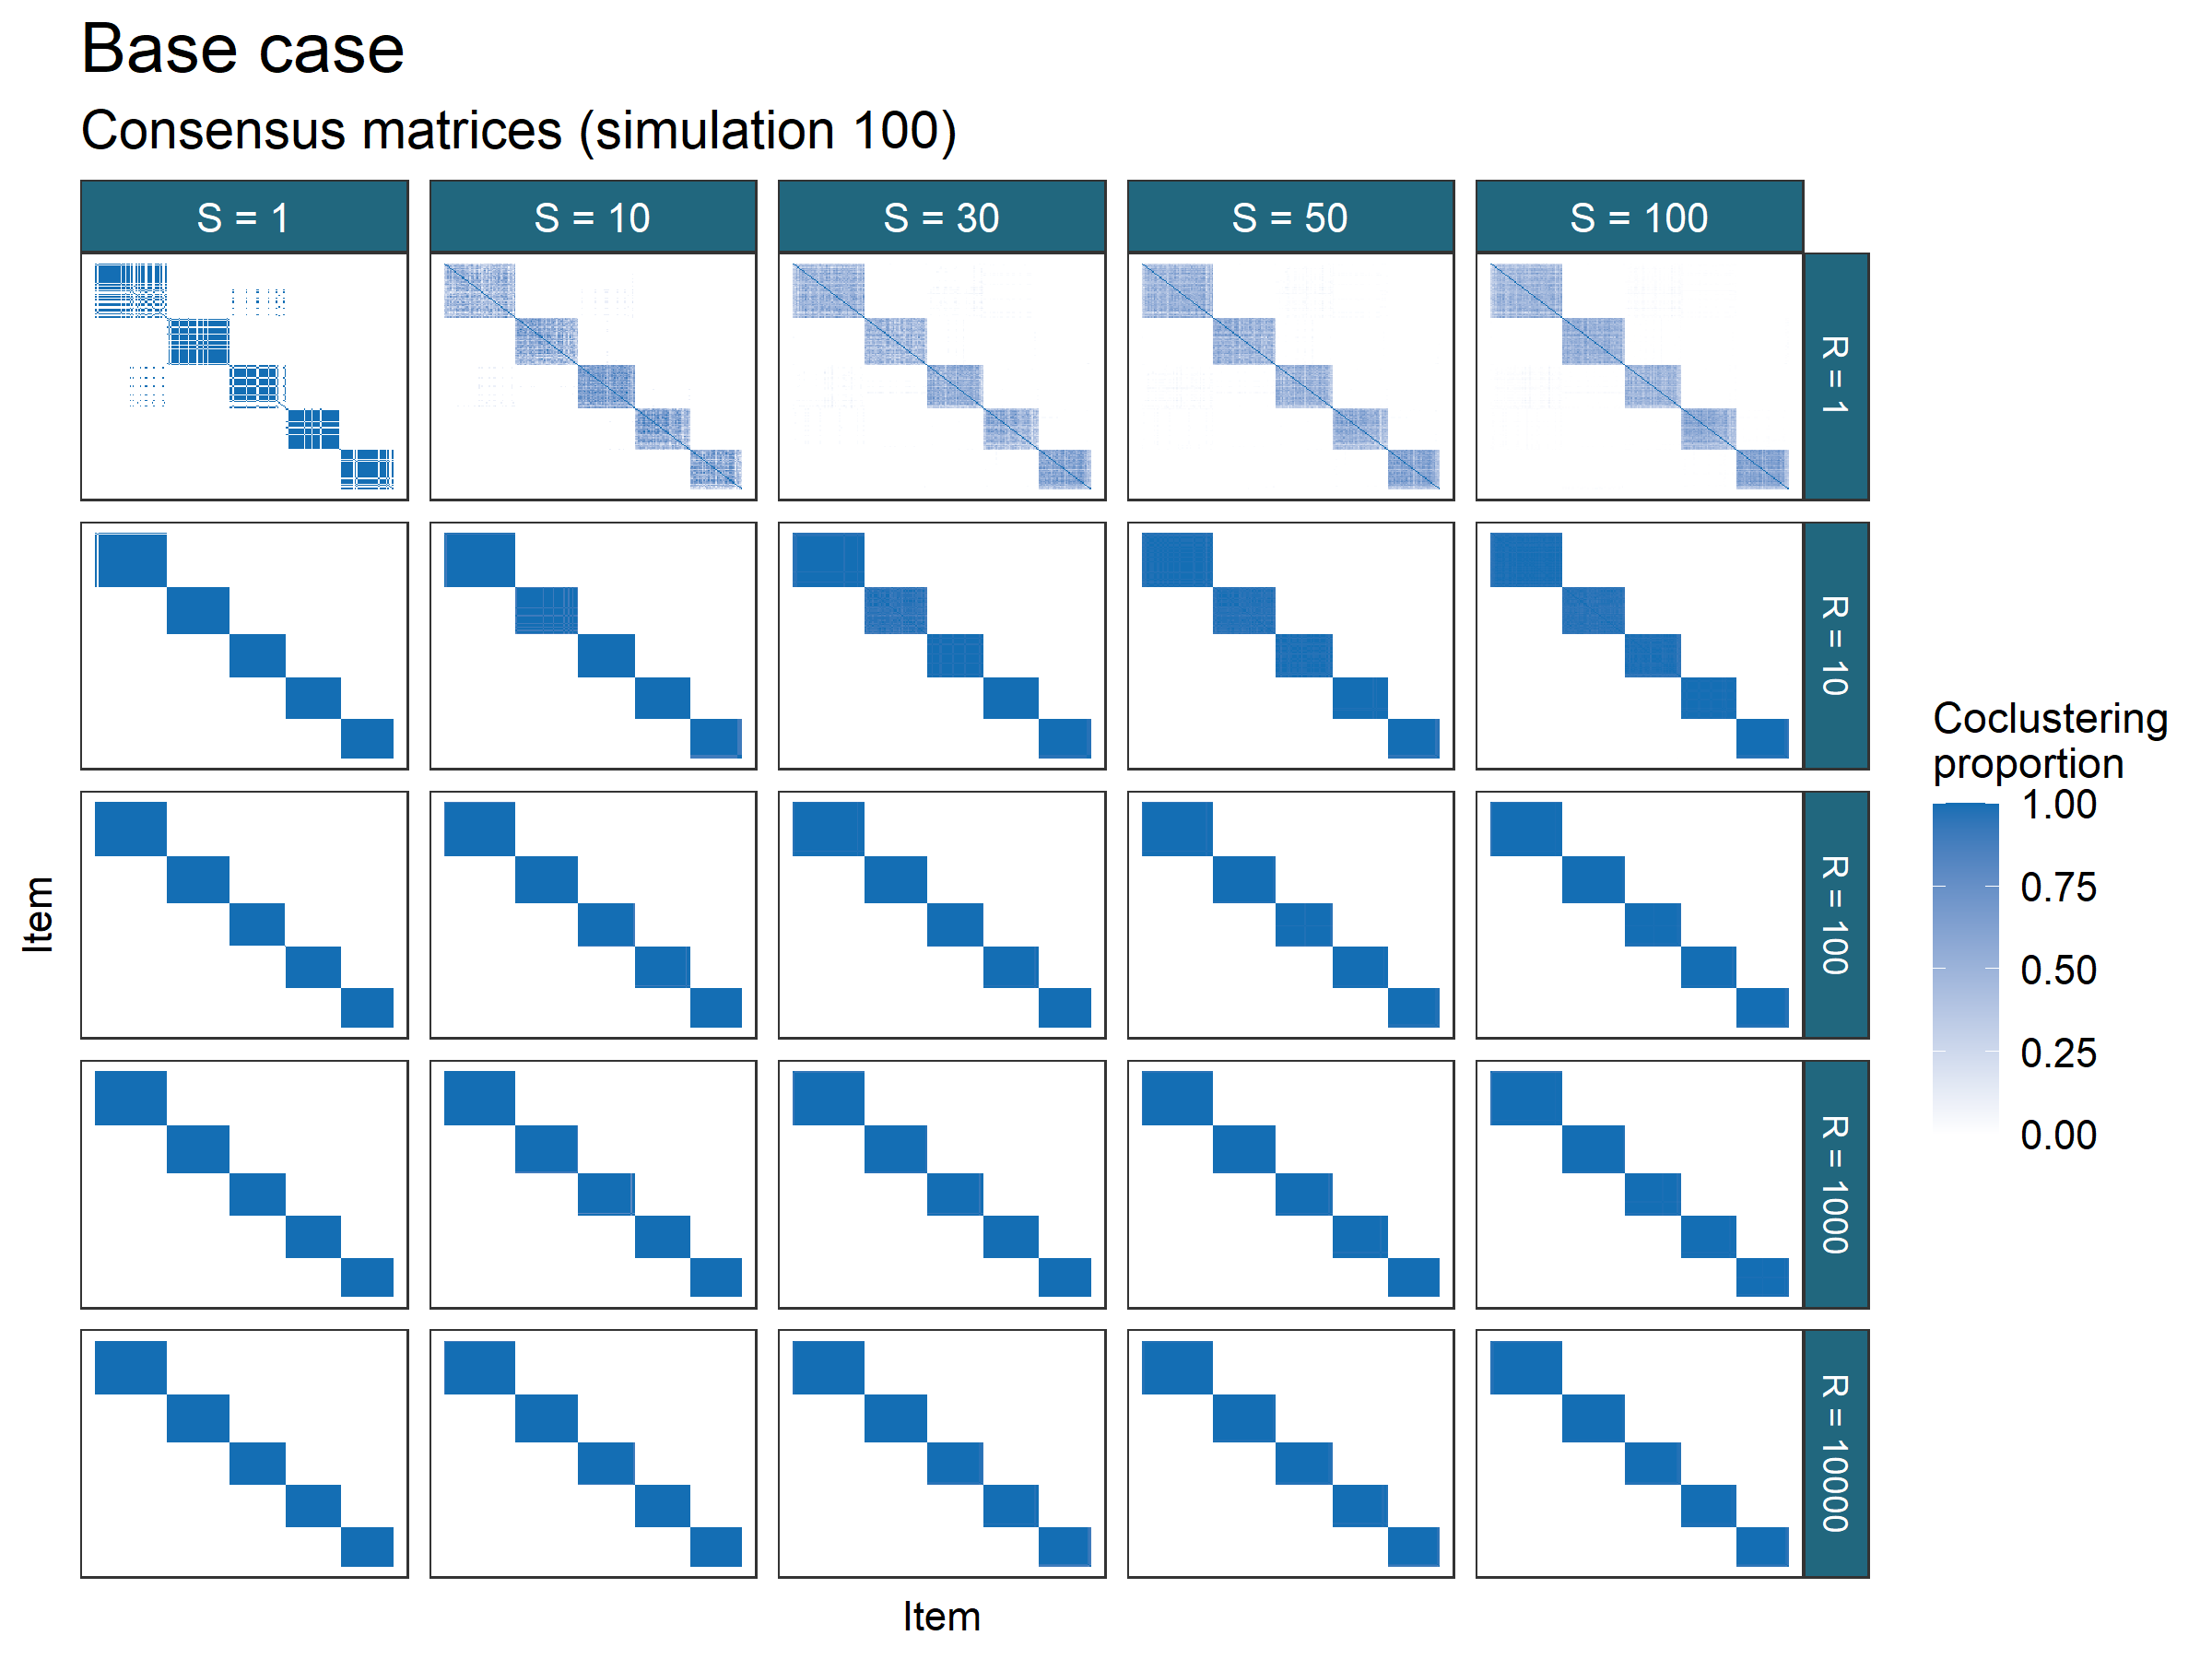 Base case
Consensus matrices (simulation 100)
S = 1
S = 10
S = 30
S = 50
S = 100
R = 1
R = 10
R = 100
R = 1000
R = 10000
Item
Item
Coclustering
proportion
1.00
0.75
0.50
0.25
0.00